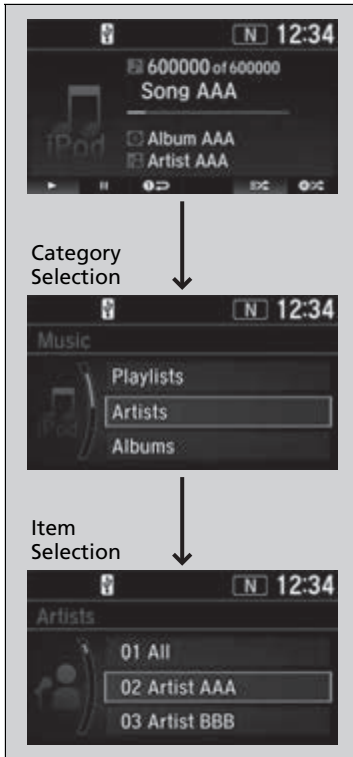 N 12:34
600000 of 600000
Song AAA
iPod
Album AAA
Artist AAA
Category
Selection
N 12:34
Music
Playlists
Artists
iPod
Albums
Item
Selection
N 12:34
Artists
01 All
02 Artist AAA
03 Artist BBB